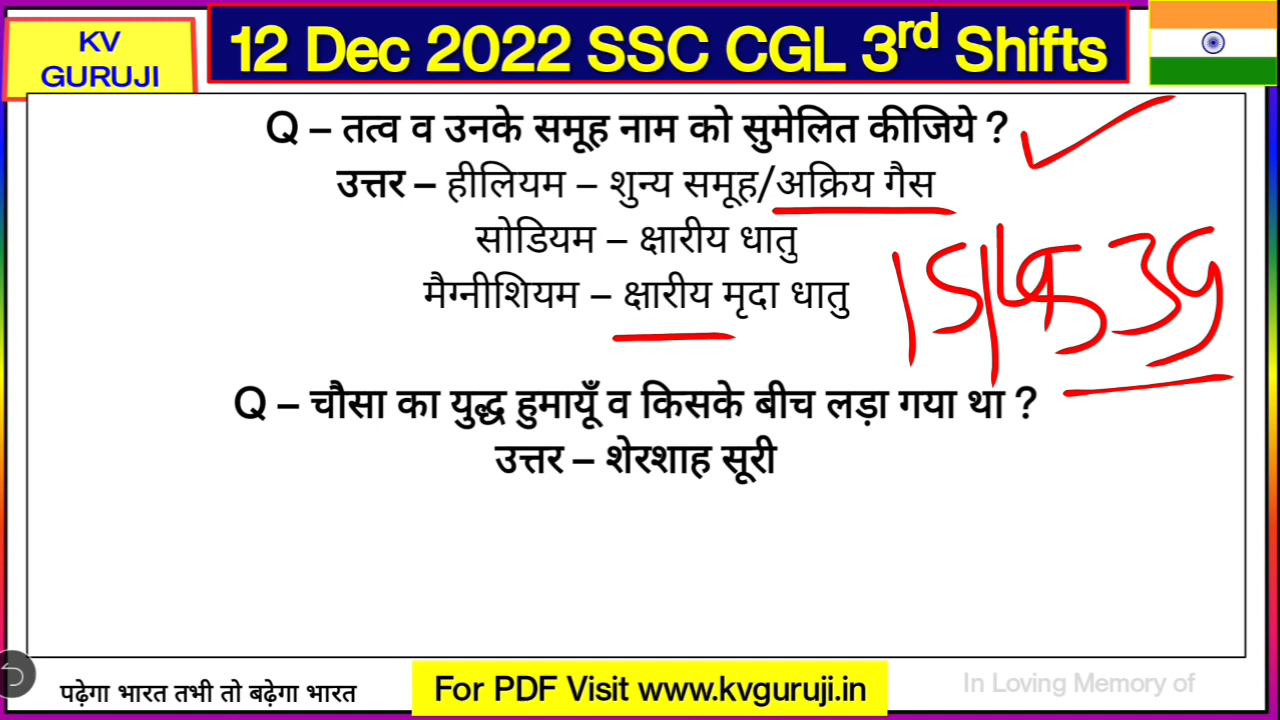 KV
GURUJI
12 Dec 2022 SSC CGL 3rd Shifts
Q – तत्व व उनके समूह नाम को सुमेलित कीजिये ?
उत्तर – हीलियम – शुन्य समूह/अक्रिय गैस
सोडियम – क्षारीय धातु
मैग्नीशियम – क्षारीय मृदा धातु
Q – चौसा का युद्ध हुमायूँ व किसके बीच लड़ा गया था ?
उत्तर – शेरशाह सूरी
पढ़ेगा भारत तभी तो बढ़ेगा भारत
For PDF Visit www.kvguruji.in
In Loving Memory of